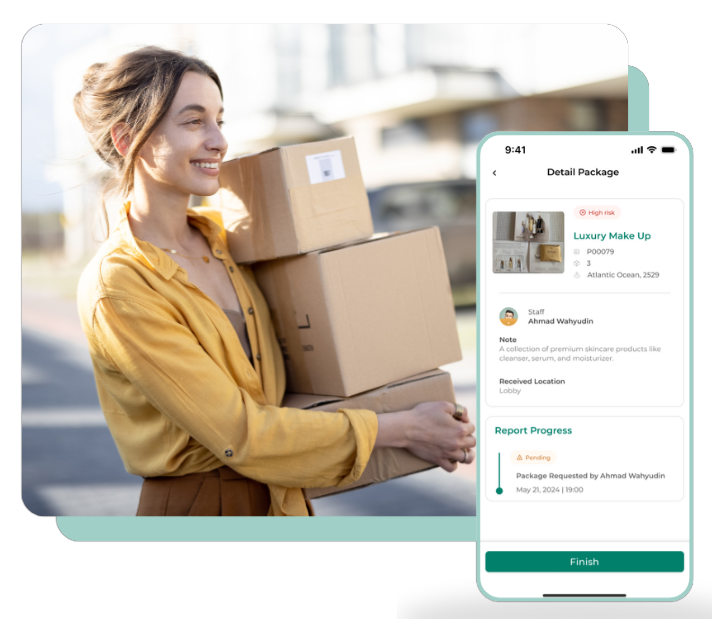 9:41
Detail Package
High risk
Luxury Make Up
P00079
3
Atlantic Ocean, 2529
Staff
Ahmad Wahyudin
Note
A collection of premium skincare products like
cleanser, serum, and moisturizer.
Received Location
Lobby
Report Progress
Pending
Package Requested by Ahmad Wahyudin
May 21, 2024 | 19:00
Finish